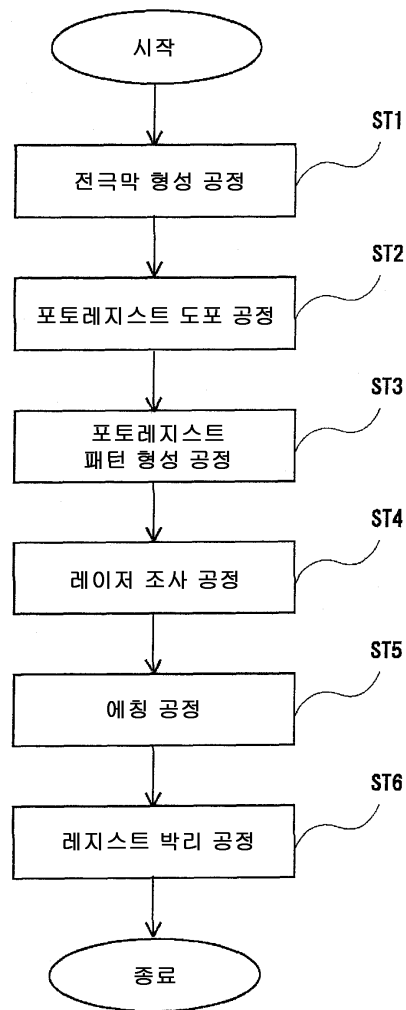 시작
ST1
전극막 형성 공정
ST2
포토레지스트 도포 공정
ST3
포토레지스트
패턴 형성 공정
ST4
레이저 조사 공정
ST5
에칭 공정
ST6
레지스트 박리 공정
종료